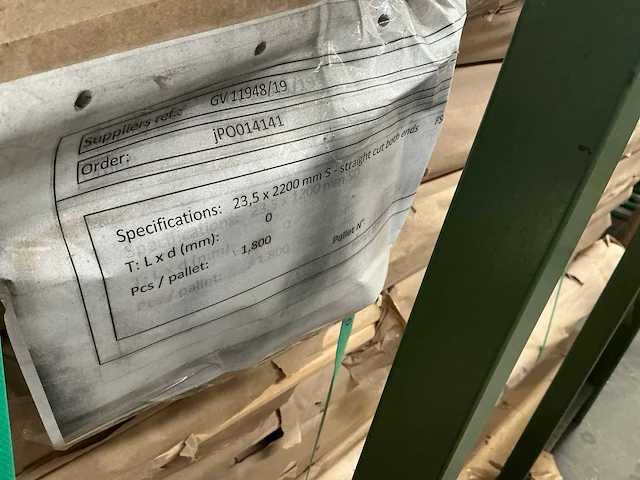 Suppliers ref.: GV 11948/19
Order: jPO014141
FS
Specifications: 23,5 x 2200 mm S - straight cut both ends
T: L x d (mm): 0
Pcs / pallet: 1,800
Pallet N°